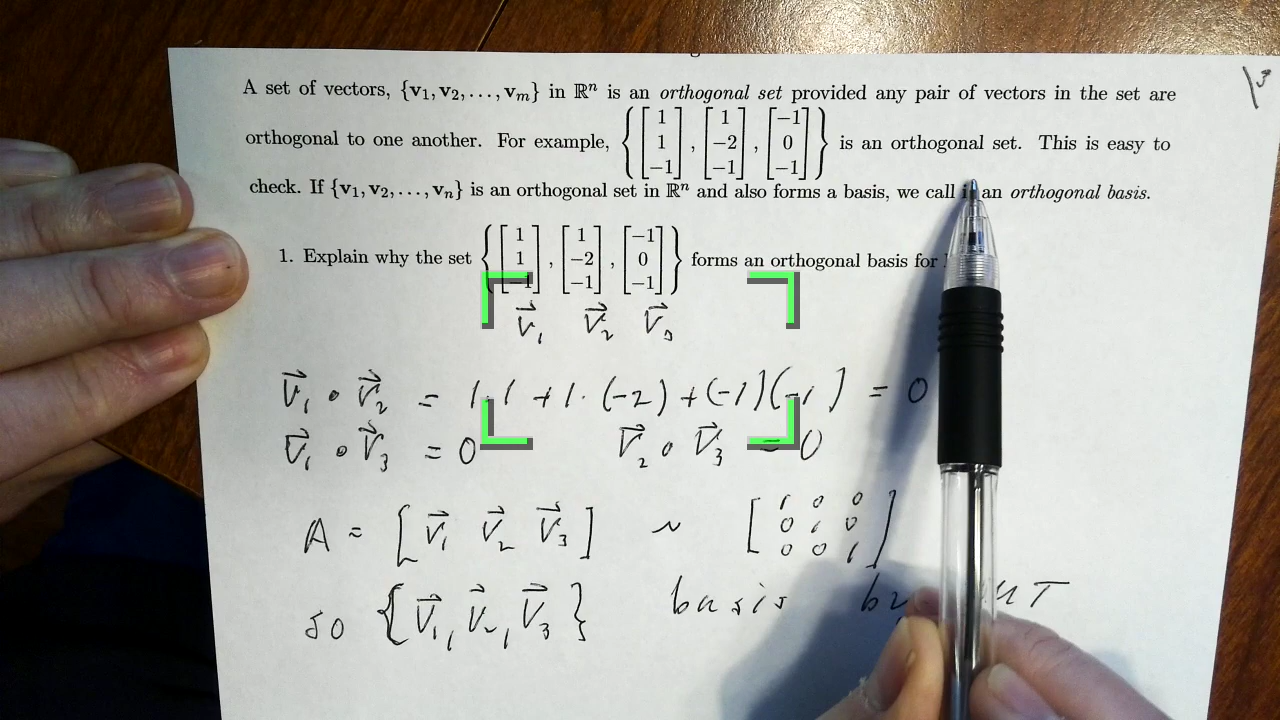 A set of vectors, {v₁, v₂, . . . , vₘ} in ℝⁿ is an orthogonal set provided any pair of vectors in the set are
orthogonal to one another. For example, { [1 1 −1], [1 −2 −1], [−1 0 −1] } is an orthogonal set. This is easy to
check. If {v₁, v₂, . . . , vₙ} is an orthogonal set in ℝⁿ and also forms a basis, we call an orthogonal basis.
1. Explain why the set { [1 1 −1], [1 −2 −1], [−1 0 −1] } forms an orthogonal basis for
v⃗₁ v⃗₂ v⃗₃
v⃗₁ ∘ v⃗₂ = 1·1 + 1·(-2) + (-1)(-1) = 0
v⃗₁ ∘ v⃗₃ = 0 v⃗₂ ∘ v⃗₃ = 0
A = [v⃗₁ v⃗₂ v⃗₃] ~ [1 0 0 0 1 0 0 0 1]
so {v⃗₁, v⃗₂, v⃗₃} basis